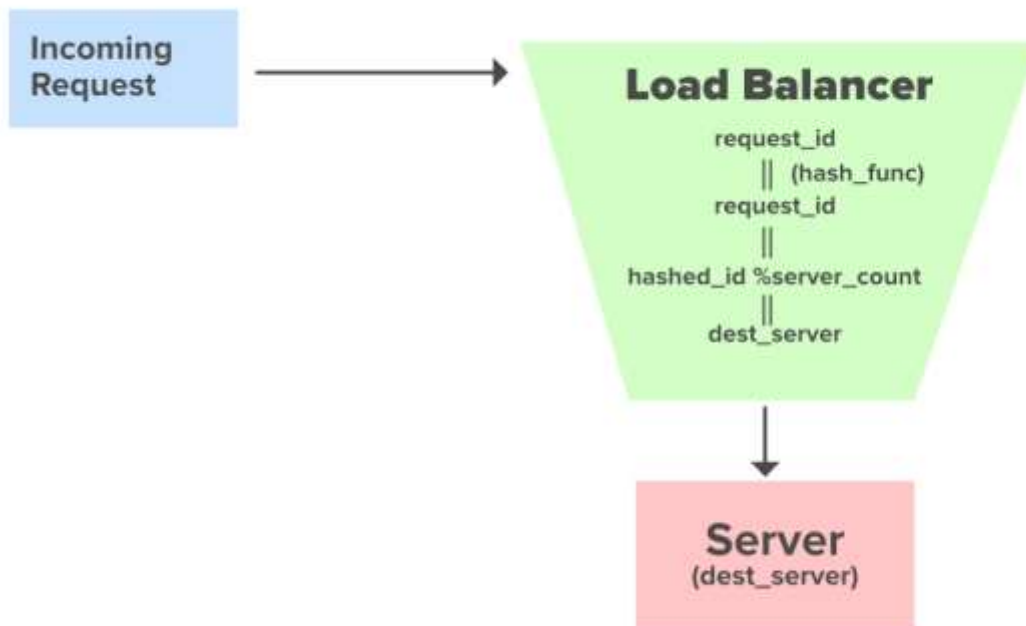 Incoming
Request
Load Balancer
request_id
|| (hash_func)
request_id
||
hashed_id %server_count
||
dest_server
Server
(dest_server)